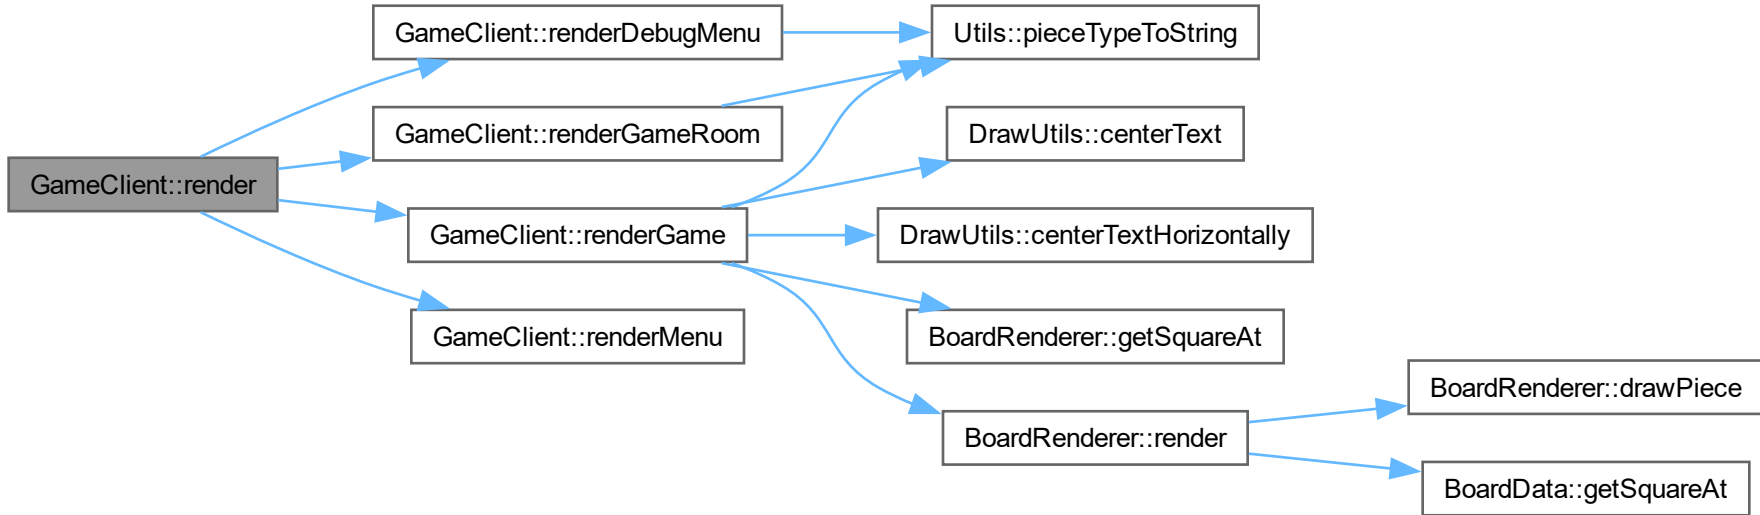 GameClient::render
GameClient::renderDebugMenu
GameClient::renderGameRoom
GameClient::renderGame
GameClient::renderMenu
Utils::pieceTypeToString
DrawUtils::centerText
DrawUtils::centerTextHorizontally
BoardRenderer::getSquareAt
BoardRenderer::render
BoardRenderer::drawPiece
BoardData::getSquareAt